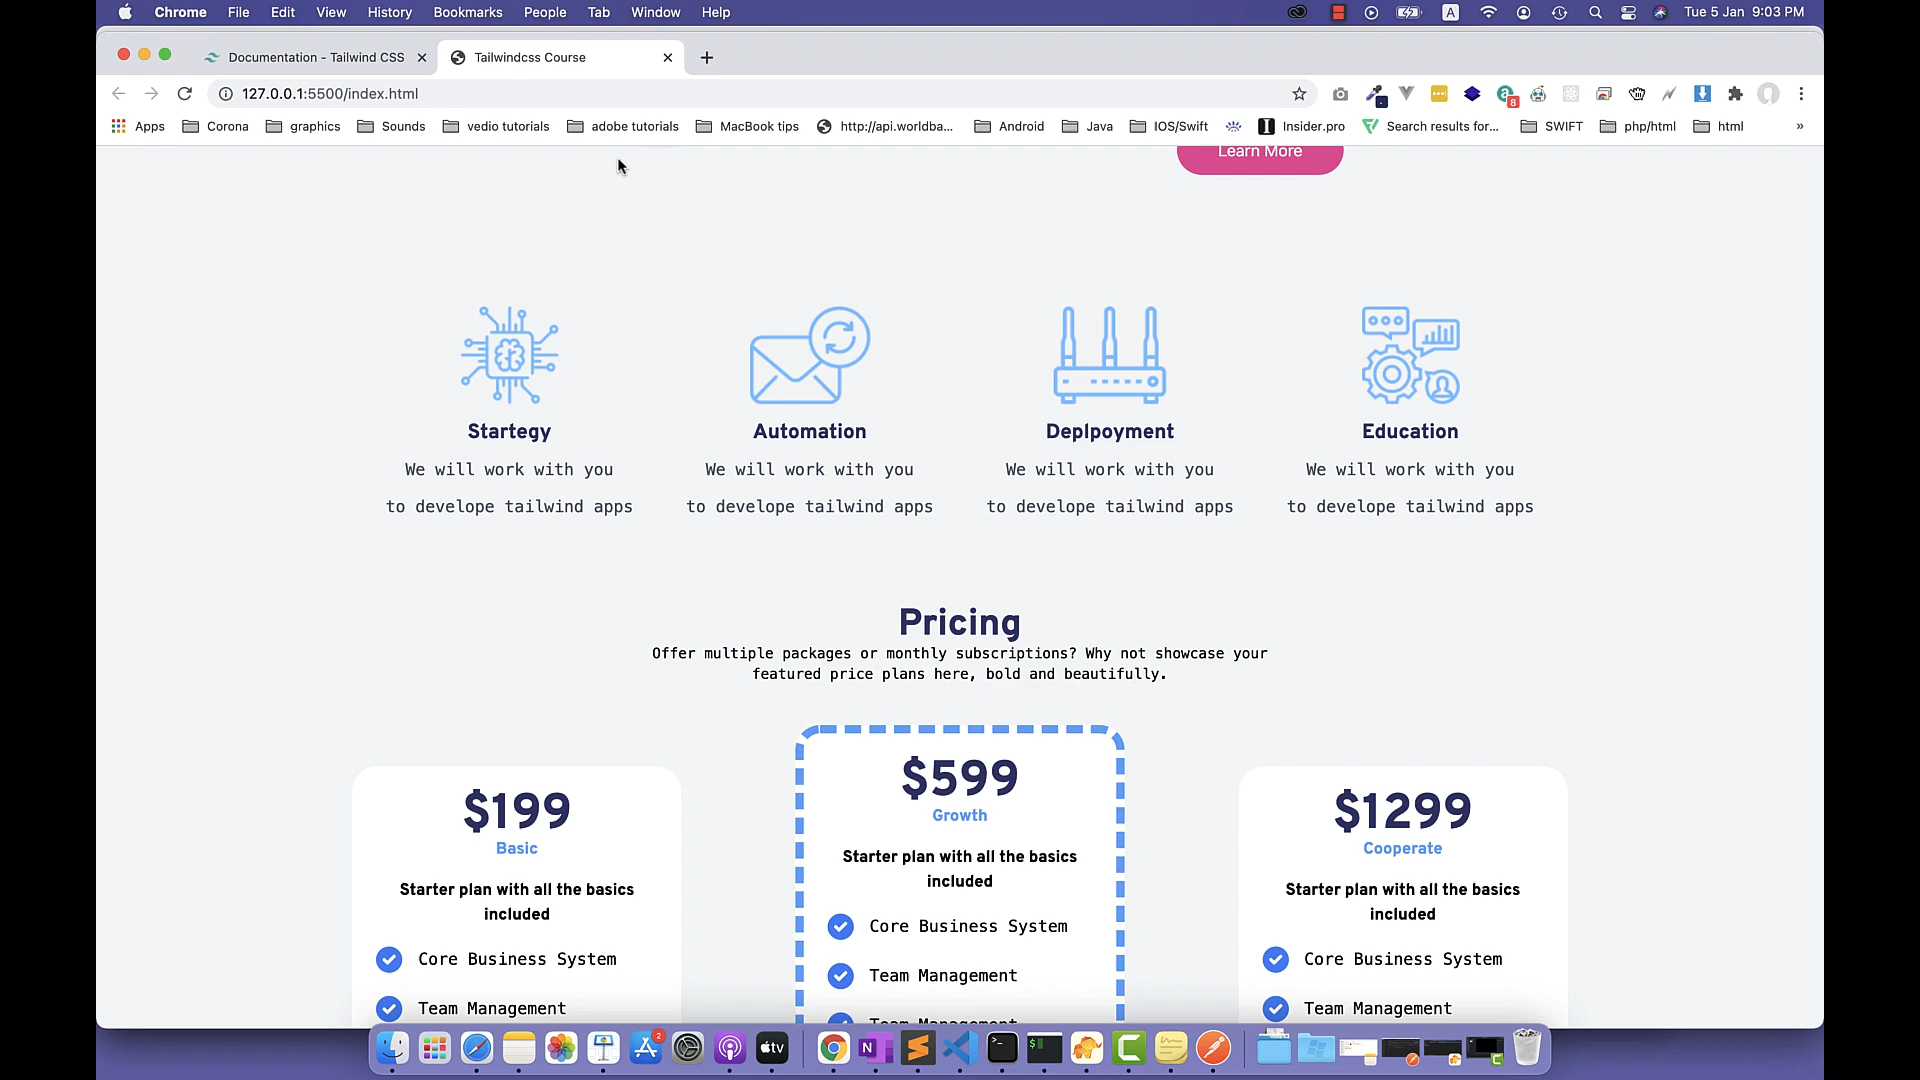 Chrome File Edit View History Bookmarks People Tab Window Help A Tue 5 Jan 9:03 PM
Documentation - Tailwind CSS Tailwindcss Course
127.0.0.1:5500/index.html 8
Apps Corona graphics Sounds vedio tutorials adobe tutorials MacBook tips http://api.worldba... Android Java IOS/Swift Insider.pro Search results for... SWIFT php/html html »
Learn More
Startegy Automation Deplpoyment Education
We will work with you We will work with you We will work with you We will work with you
to develope tailwind apps to develope tailwind apps to develope tailwind apps to develope tailwind apps
Pricing
Offer multiple packages or monthly subscriptions? Why not showcase your
featured price plans here, bold and beautifully.
$199
Basic
Starter plan with all the basics
included
Core Business System
Team Management
$599
Growth
Starter plan with all the basics
included
Core Business System
Team Management
Team Management
$1299
Cooperate
Starter plan with all the basics
included
Core Business System
Team Management
2 tv N $